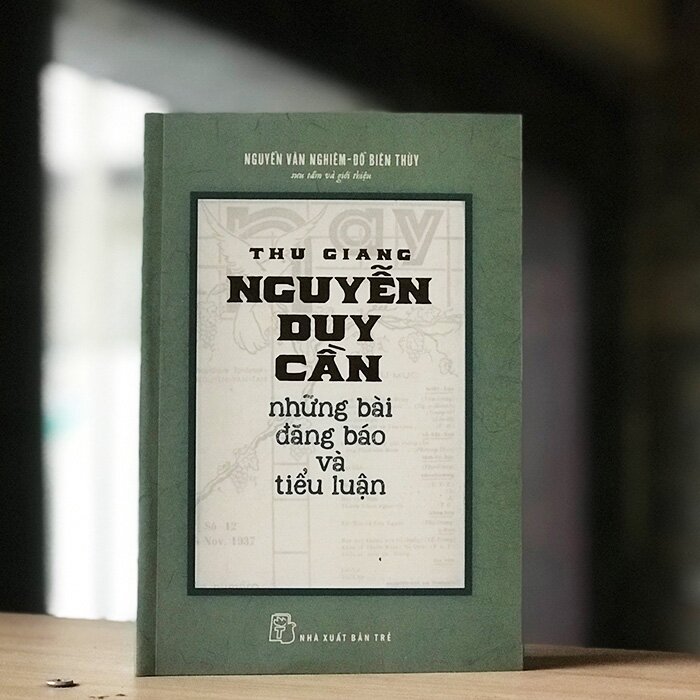 NGUYỄN VĂN NGHIÊM - ĐỖ BIÊN THÙY
sưu tầm và giới thiệu
nay
THU GIANG
NGUYỄN
DUY
CẦN
những bài
đăng báo
và
tiểu luận
Số 12
Nov. 1937
NHÀ XUẤT BẢN TRẺ